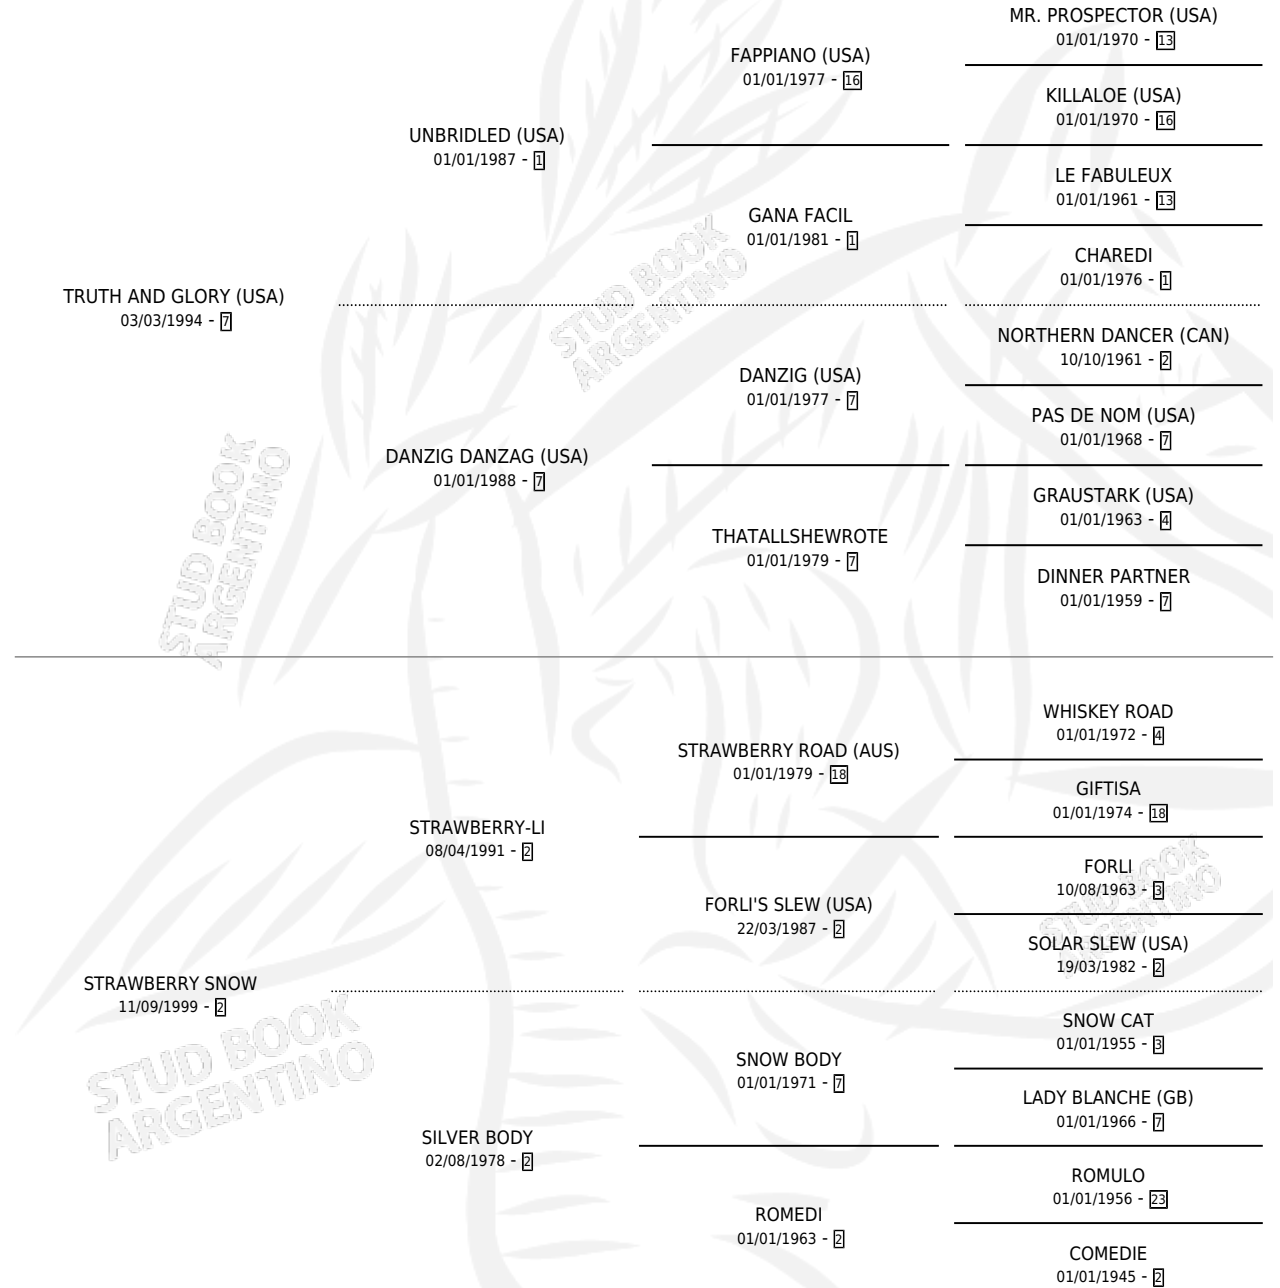 MR. PROSPECTOR (USA)
01/01/1970 - 13
FAPPIANO (USA)
01/01/1977 - 16
KILLALOE (USA)
01/01/1970 - 16
UNBRIDLED (USA)
01/01/1987 - 1
LE FABULEUX
01/01/1961 - 13
GANA FACIL
01/01/1981 - 1
CHAREDI
01/01/1976 - 1
TRUTH AND GLORY (USA)
03/03/1994 - 7
NORTHERN DANCER (CAN)
10/10/1961 - 2
DANZIG (USA)
01/01/1977 - 7
PAS DE NOM (USA)
01/01/1968 - 7
DANZIG DANZAG (USA)
01/01/1988 - 7
GRAUSTARK (USA)
01/01/1963 - 4
THATALLSHEWROTE
01/01/1979 - 7
DINNER PARTNER
01/01/1959 - 7
STUD BOOK
ARGENTINO
STUD BOOK
ARGENTINO
WHISKEY ROAD
01/01/1972 - 4
STRAWBERRY ROAD (AUS)
01/01/1979 - 18
GIFTISA
01/01/1974 - 18
STRAWBERRY-LI
08/04/1991 - 2
FORLI
10/08/1963 - 3
FORLI'S SLEW (USA)
22/03/1987 - 2
SOLAR SLEW (USA)
19/03/1982 - 2
STRAWBERRY SNOW
11/09/1999 - 2
SNOW CAT
01/01/1955 - 3
SNOW BODY
01/01/1971 - 7
LADY BLANCHE (GB)
01/01/1966 - 7
SILVER BODY
02/08/1978 - 2
ROMULO
01/01/1956 - 23
ROMEDI
01/01/1963 - 2
COMEDIE
01/01/1945 - 2
STUD BOOK
ARGENTINO
STUD BOOK
ARGENTINO